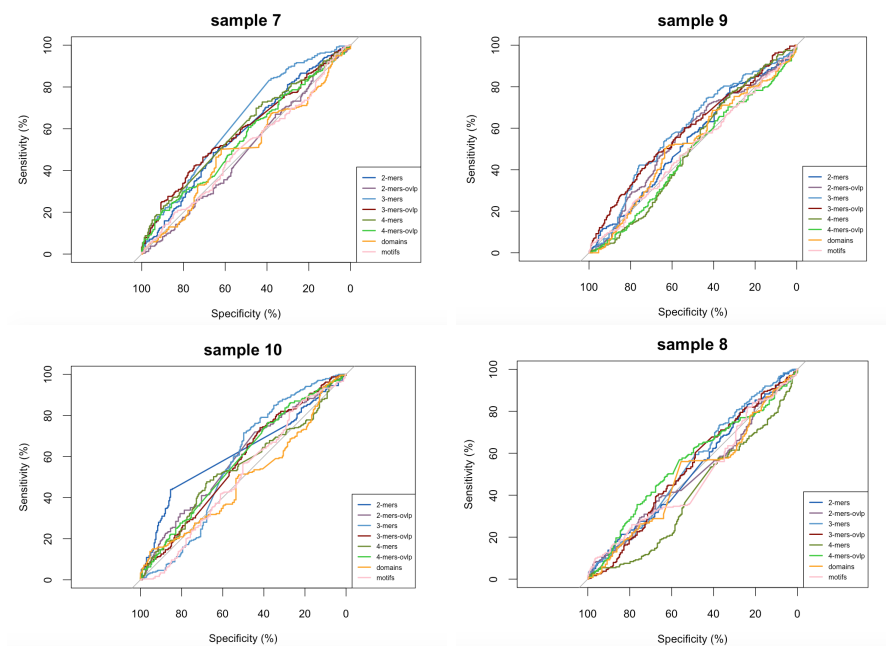 sample 7
Sensitivity (%)
100
80
60
40
20
0
100 80 60 40 20 0
Specificity (%)
2-mers
2-mers-ovlp
3-mers
3-mers-ovlp
4-mers
4-mers-ovlp
domains
motifs
sample 9
Sensitivity (%)
100
80
60
40
20
0
100 80 60 40 20 0
Specificity (%)
2-mers
2-mers-ovlp
3-mers
3-mers-ovlp
4-mers
4-mers-ovlp
domains
motifs
sample 10
Sensitivity (%)
100
80
60
40
20
0
100 80 60 40 20 0
Specificity (%)
2-mers
2-mers-ovlp
3-mers
3-mers-ovlp
4-mers
4-mers-ovlp
domains
motifs
sample 8
Sensitivity (%)
100
80
60
40
20
0
100 80 60 40 20 0
Specificity (%)
2-mers
2-mers-ovlp
3-mers
3-mers-ovlp
4-mers
4-mers-ovlp
domains
motifs